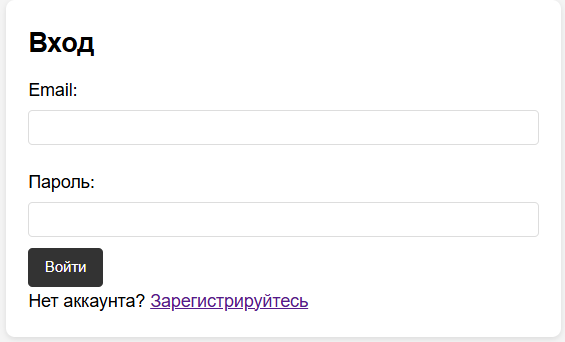 Вход
Email:
Пароль:
Войти
Нет аккаунта? Зарегистрируйтесь